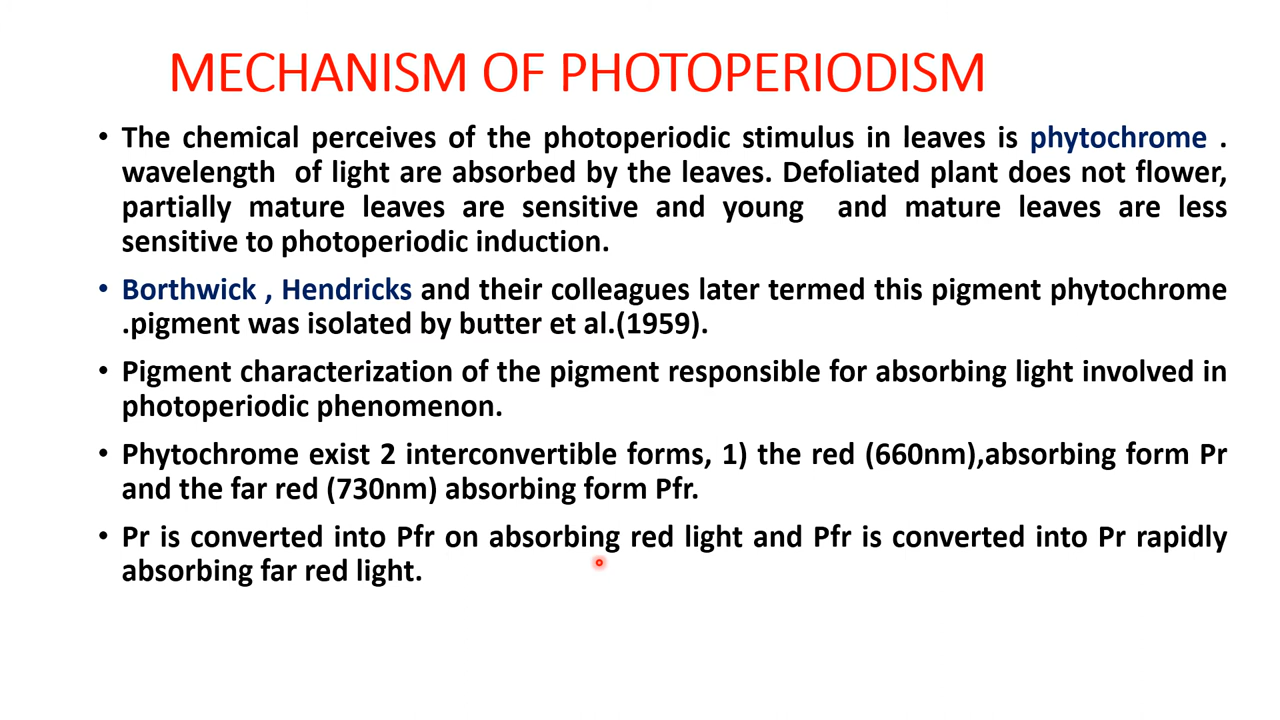 MECHANISM OF PHOTOPERIODISM
• The chemical perceives of the photoperiodic stimulus in leaves is phytochrome .
wavelength of light are absorbed by the leaves. Defoliated plant does not flower,
partially mature leaves are sensitive and young and mature leaves are less
sensitive to photoperiodic induction.
• Borthwick , Hendricks and their colleagues later termed this pigment phytochrome
.pigment was isolated by butter et al.(1959).
• Pigment characterization of the pigment responsible for absorbing light involved in
photoperiodic phenomenon.
• Phytochrome exist 2 interconvertible forms, 1) the red (660nm),absorbing form Pr
and the far red (730nm) absorbing form Pfr.
• Pr is converted into Pfr on absorbing red light and Pfr is converted into Pr rapidly
absorbing far red light.